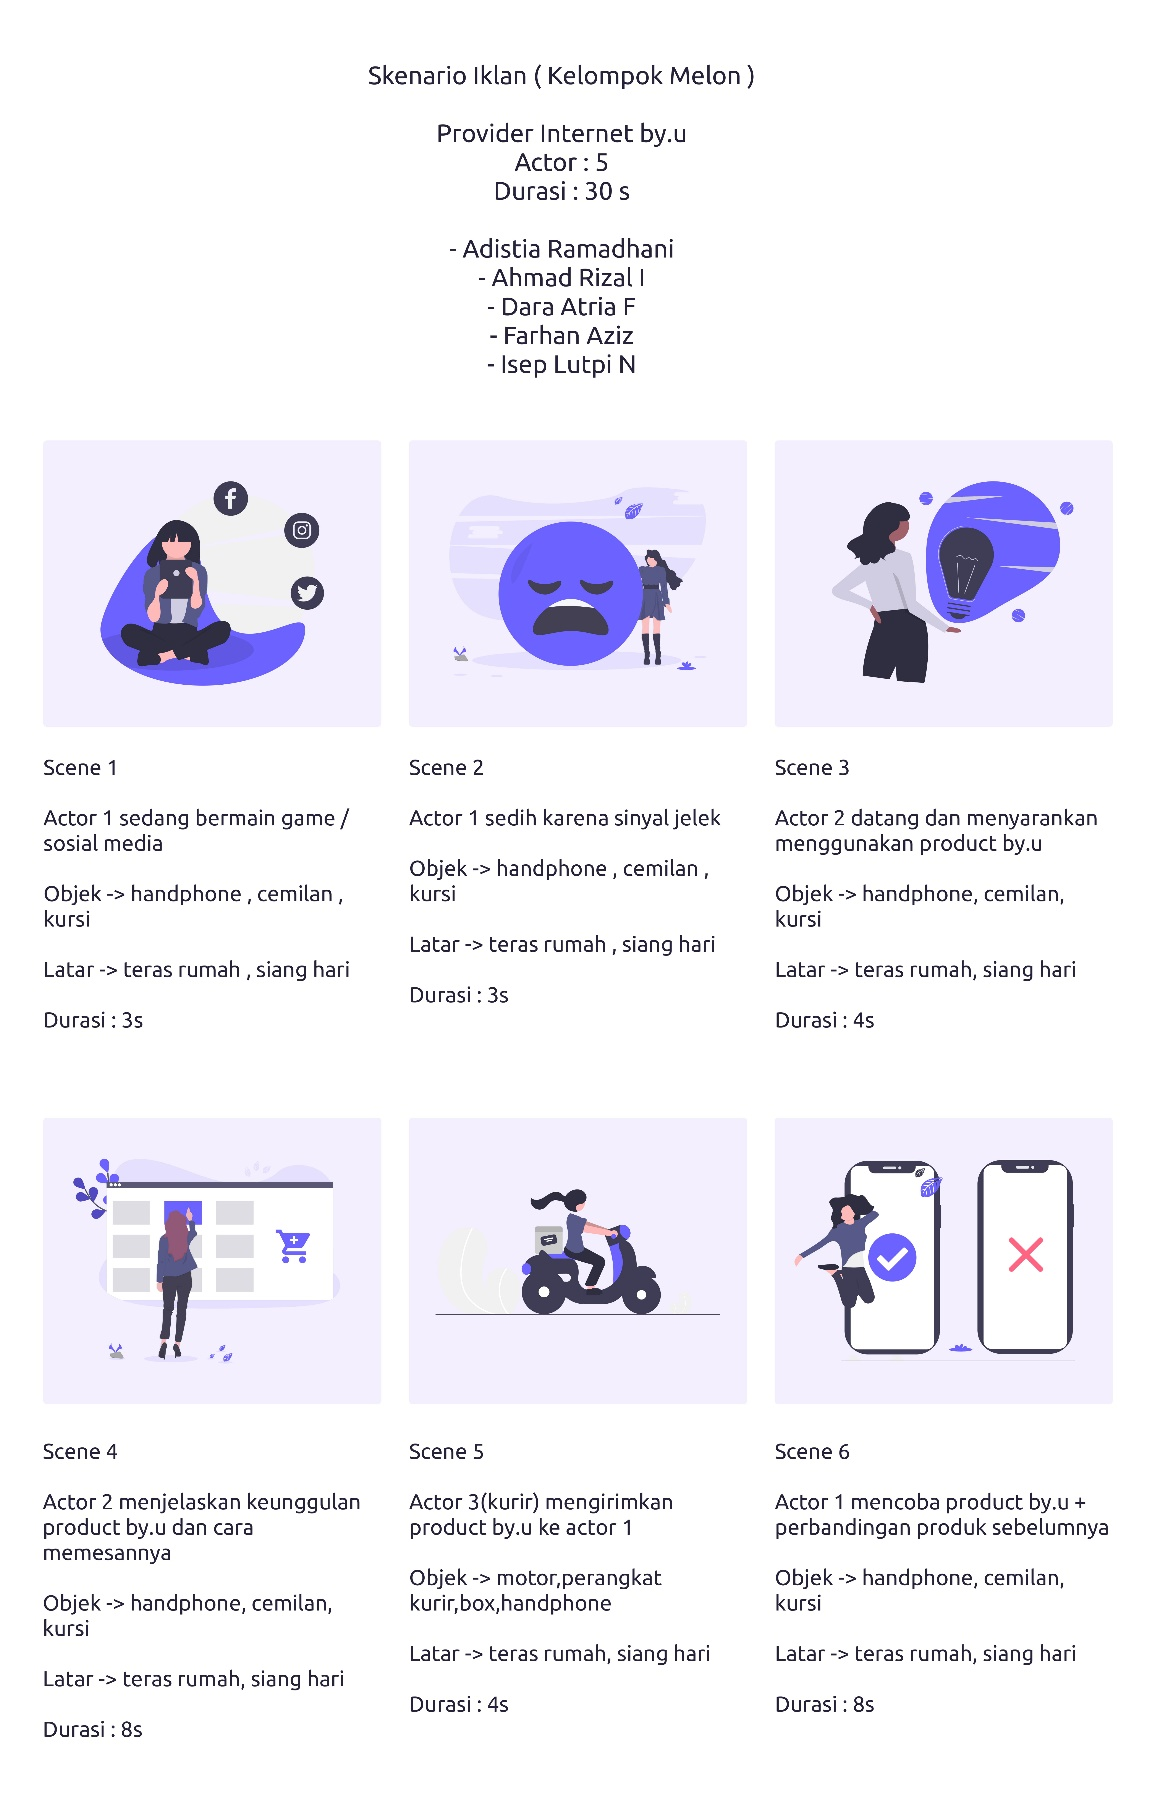 Skenario Iklan ( Kelompok Melon )
Provider Internet by.u
Actor : 5
Durasi : 30 s
- Adistia Ramadhani
- Ahmad Rizal I
- Dara Atria F
- Farhan Aziz
- Isep Lutpi N
Scene 1
Actor 1 sedang bermain game /
sosial media
Objek -> handphone , cemilan ,
kursi
Latar -> teras rumah , siang hari
Durasi : 3s
Scene 2
Actor 1 sedih karena sinyal jelek
Objek -> handphone , cemilan ,
kursi
Latar -> teras rumah , siang hari
Durasi : 3s
Scene 3
Actor 2 datang dan menyarankan
menggunakan product by.u
Objek -> handphone, cemilan,
kursi
Latar -> teras rumah, siang hari
Durasi : 4s
Scene 4
Actor 2 menjelaskan keunggulan
product by.u dan cara
memesannya
Objek -> handphone, cemilan,
kursi
Latar -> teras rumah, siang hari
Durasi : 8s
Scene 5
Actor 3(kurir) mengirimkan
product by.u ke actor 1
Objek -> motor,perangkat
kurir,box,handphone
Latar -> teras rumah, siang hari
Durasi : 4s
Scene 6
Actor 1 mencoba product by.u +
perbandingan produk sebelumnya
Objek -> handphone, cemilan,
kursi
Latar -> teras rumah, siang hari
Durasi : 8s